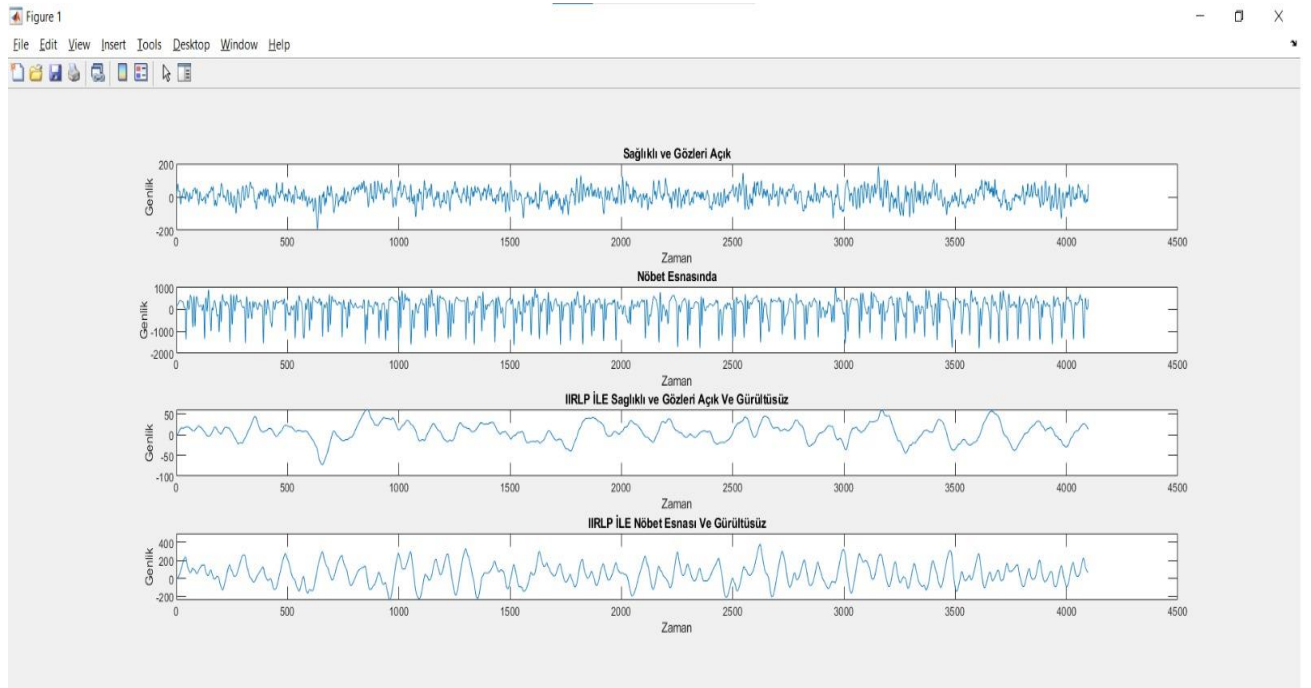 Figure 1
File Edit View Insert Tools Desktop Window Help
Sağlıklı ve Gözleri Açık
200
0
-200
Genlik
0 500 1000 1500 2000 2500 3000 3500 4000 4500
Zaman
Nöbet Esnasında
1000
0
-1000
-2000
Genlik
0 500 1000 1500 2000 2500 3000 3500 4000 4500
Zaman
IIRLP İLE Saglıklı ve Gözleri Açık Ve Gürültüsüz
50
0
-50
-100
Genlik
0 500 1000 1500 2000 2500 3000 3500 4000 4500
Zaman
IIRLP İLE Nöbet Esnası Ve Gürültüsüz
400
200
0
-200
Genlik
0 500 1000 1500 2000 2500 3000 3500 4000 4500
Zaman